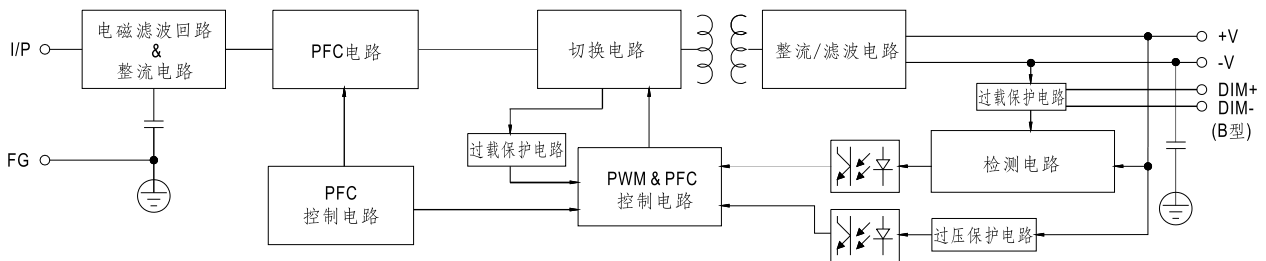 I/P
电磁滤波回路
&
整流电路
PFC电路
切换电路
整流/滤波电路
+V
-V
DIM+
DIM-
(B型)
过载保护电路
FG
过载保护电路
检测电路
PFC
控制电路
PWM & PFC
控制电路
过压保护电路